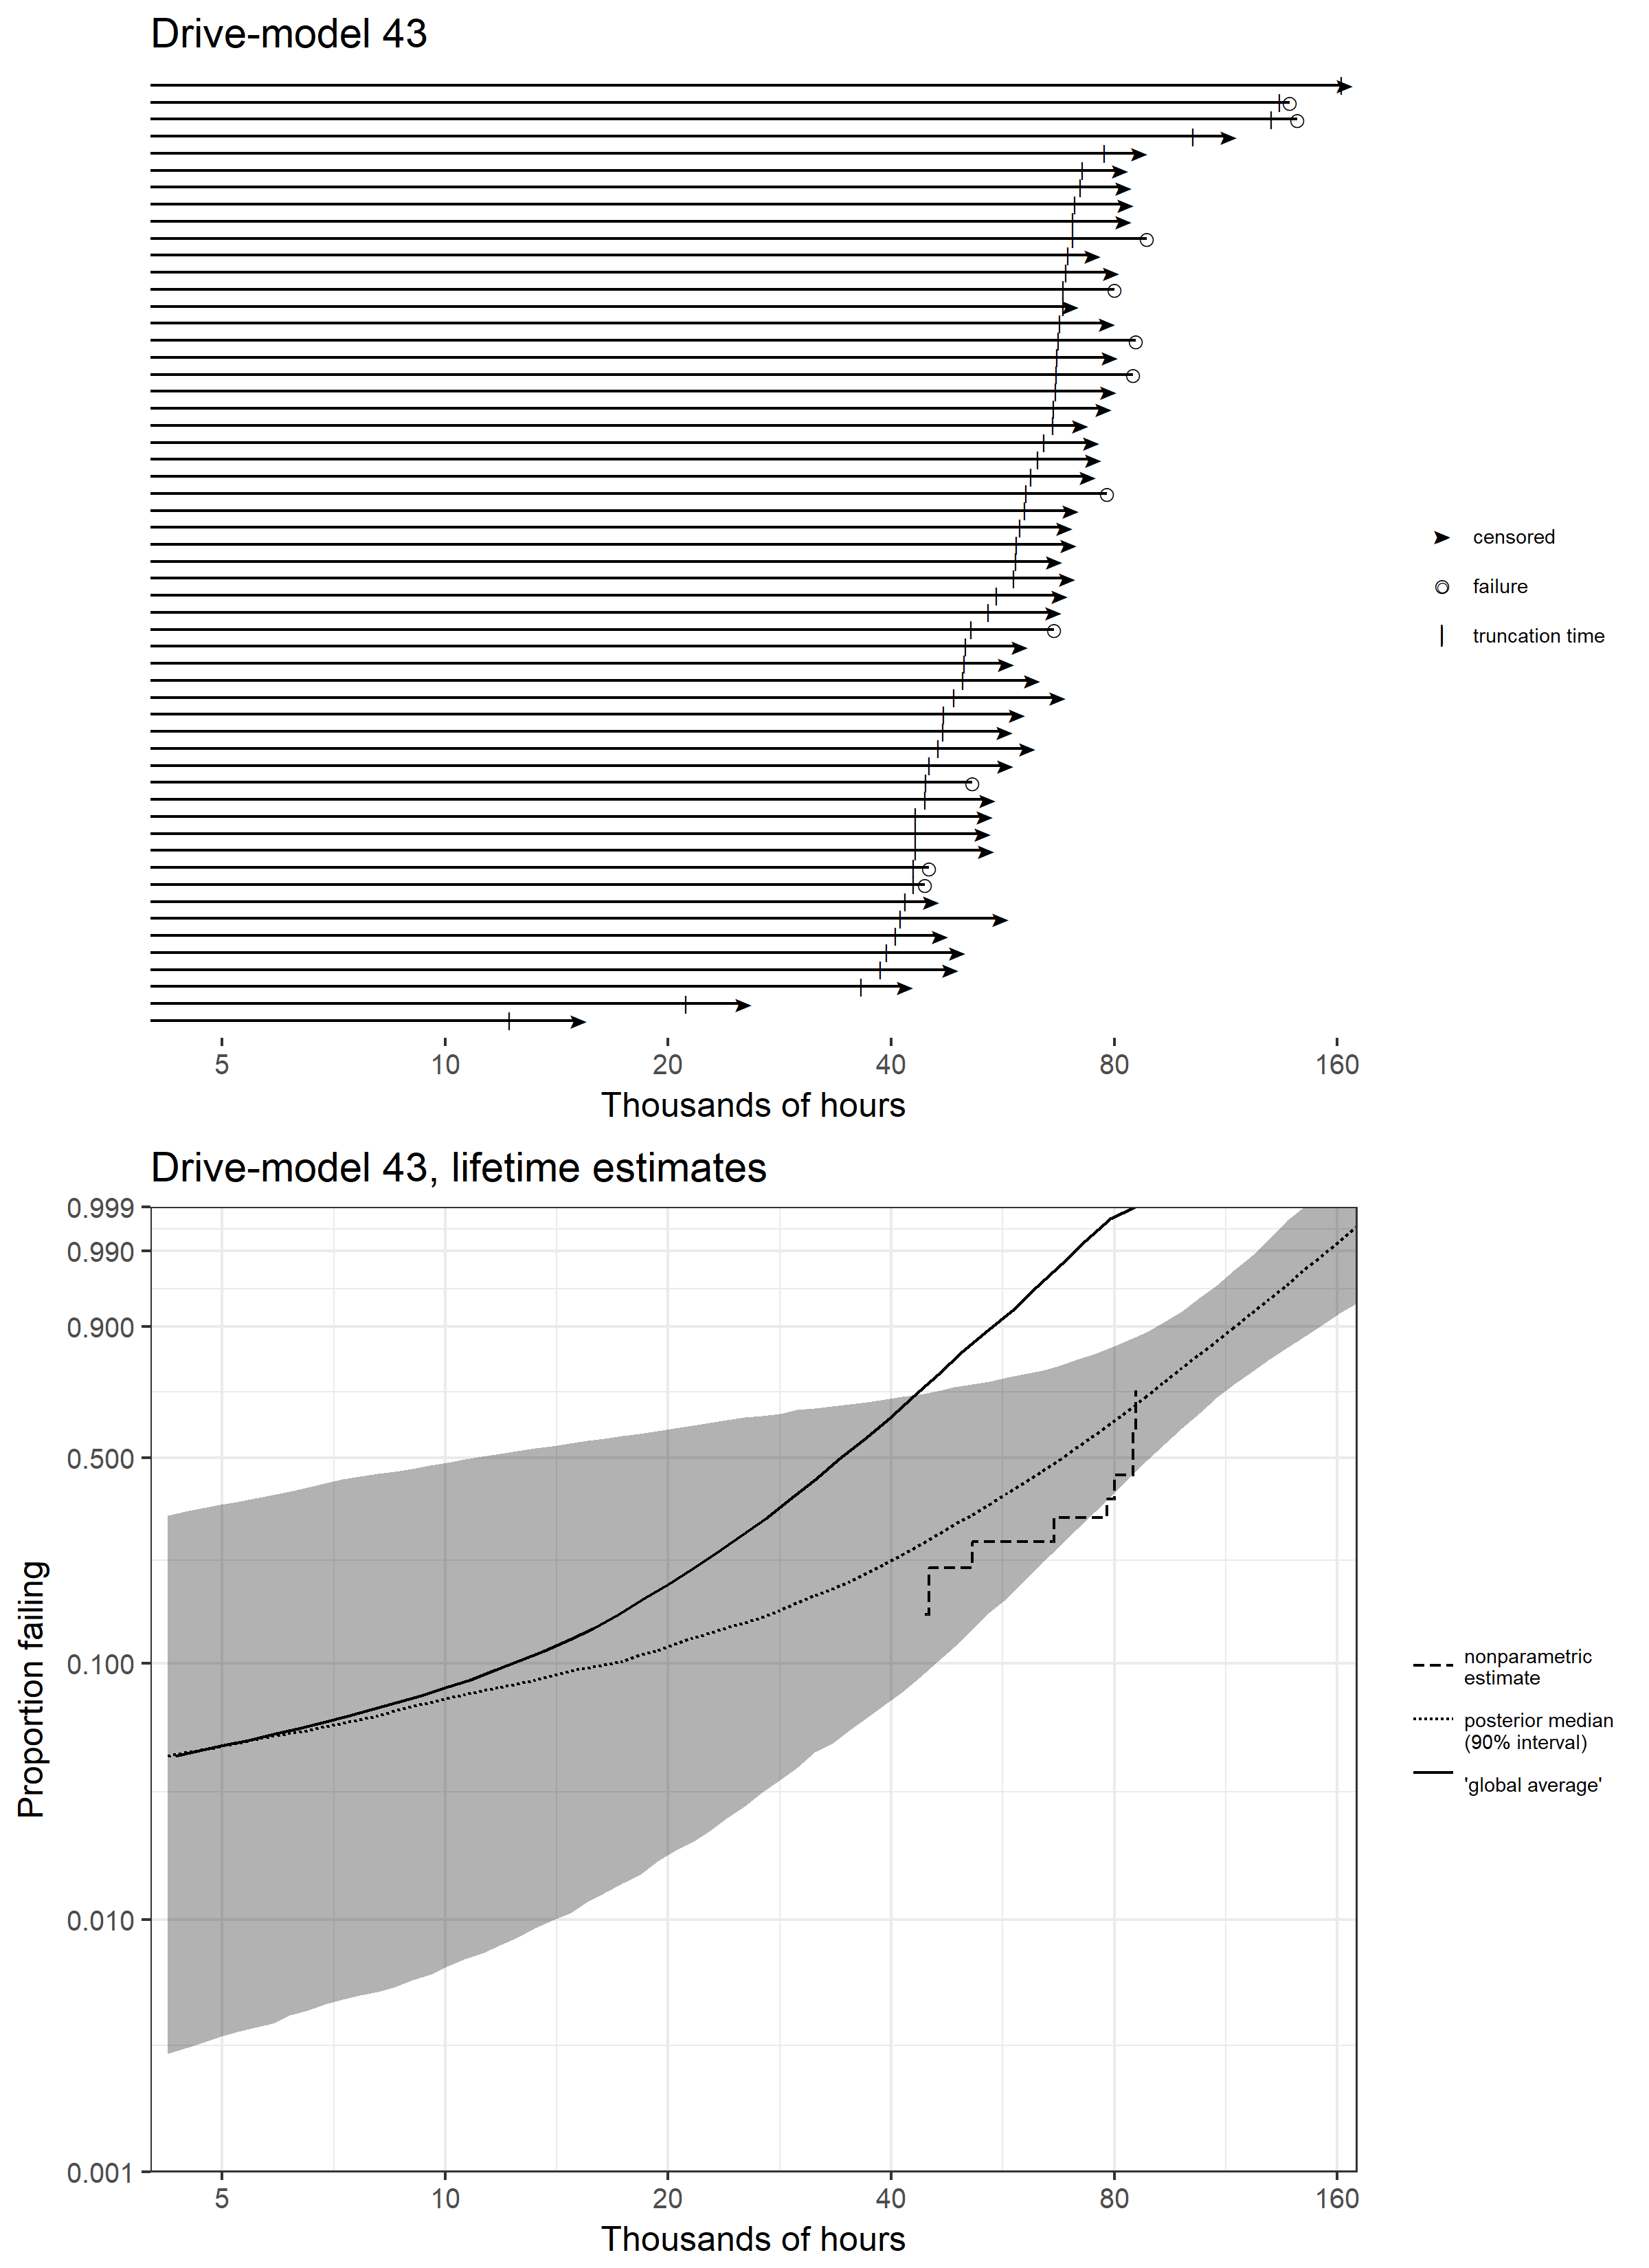 Drive-model 43
censored
failure
truncation time
5 10 20 40 80 160
Thousands of hours
Drive-model 43, lifetime estimates
0.999
0.990
0.900
0.500
0.100
0.010
0.001
Proportion failing
nonparametric
estimate
posterior median
(90% interval)
'global average'
5 10 20 40 80 160
Thousands of hours